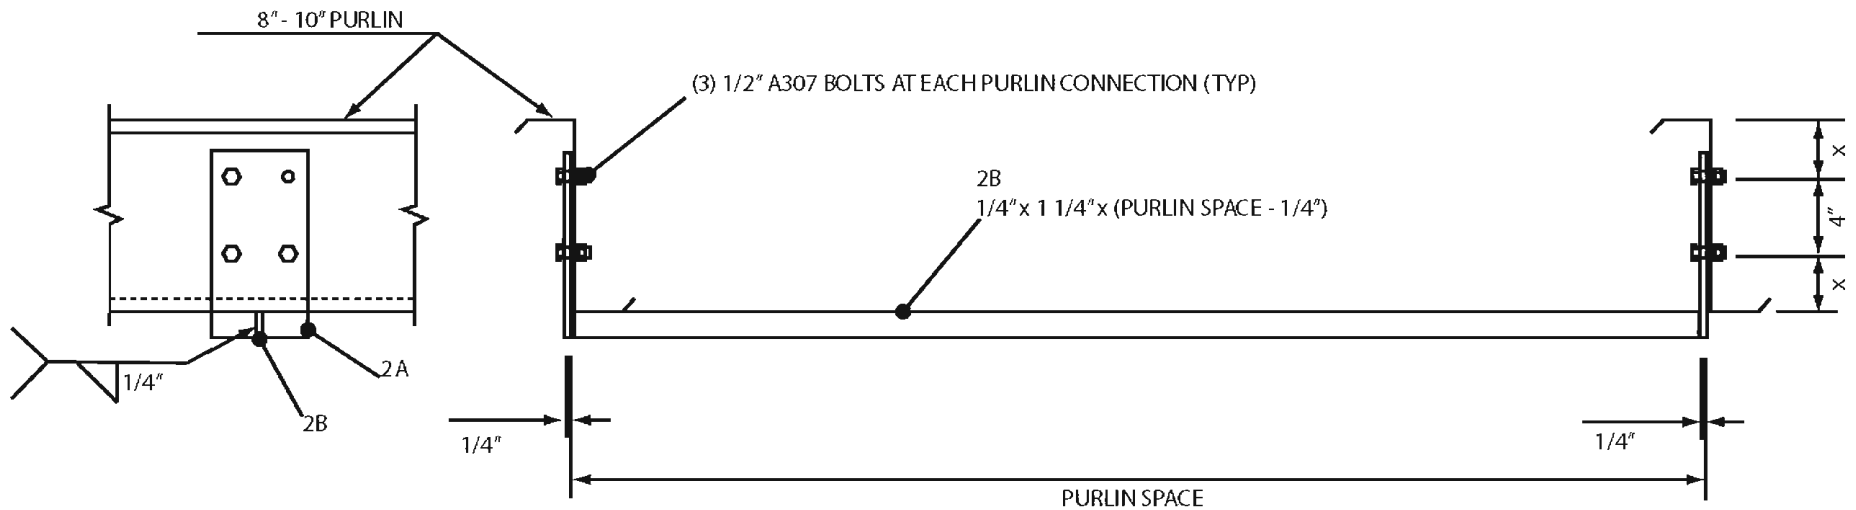 8" - 10" PURLIN
(3) 1/2" A307 BOLTS AT EACH PURLIN CONNECTION (TYP)
2B
1/4" x 1 1/4" x (PURLIN SPACE - 1/4")
x
4"
x
1/4"
2A
2B
1/4"
1/4"
PURLIN SPACE